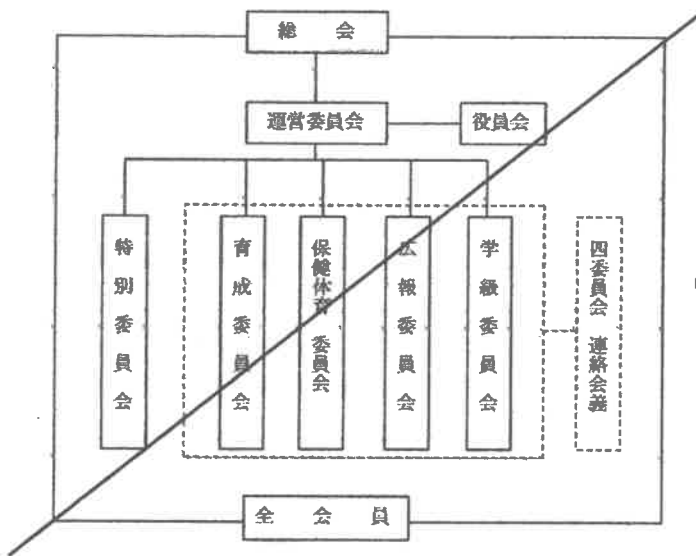 総　会
運営委員会
役員会
特別委員会
育成委員会
保健体育委員会
広報委員会
学級委員会
四委員会　連絡会義
全　会　員